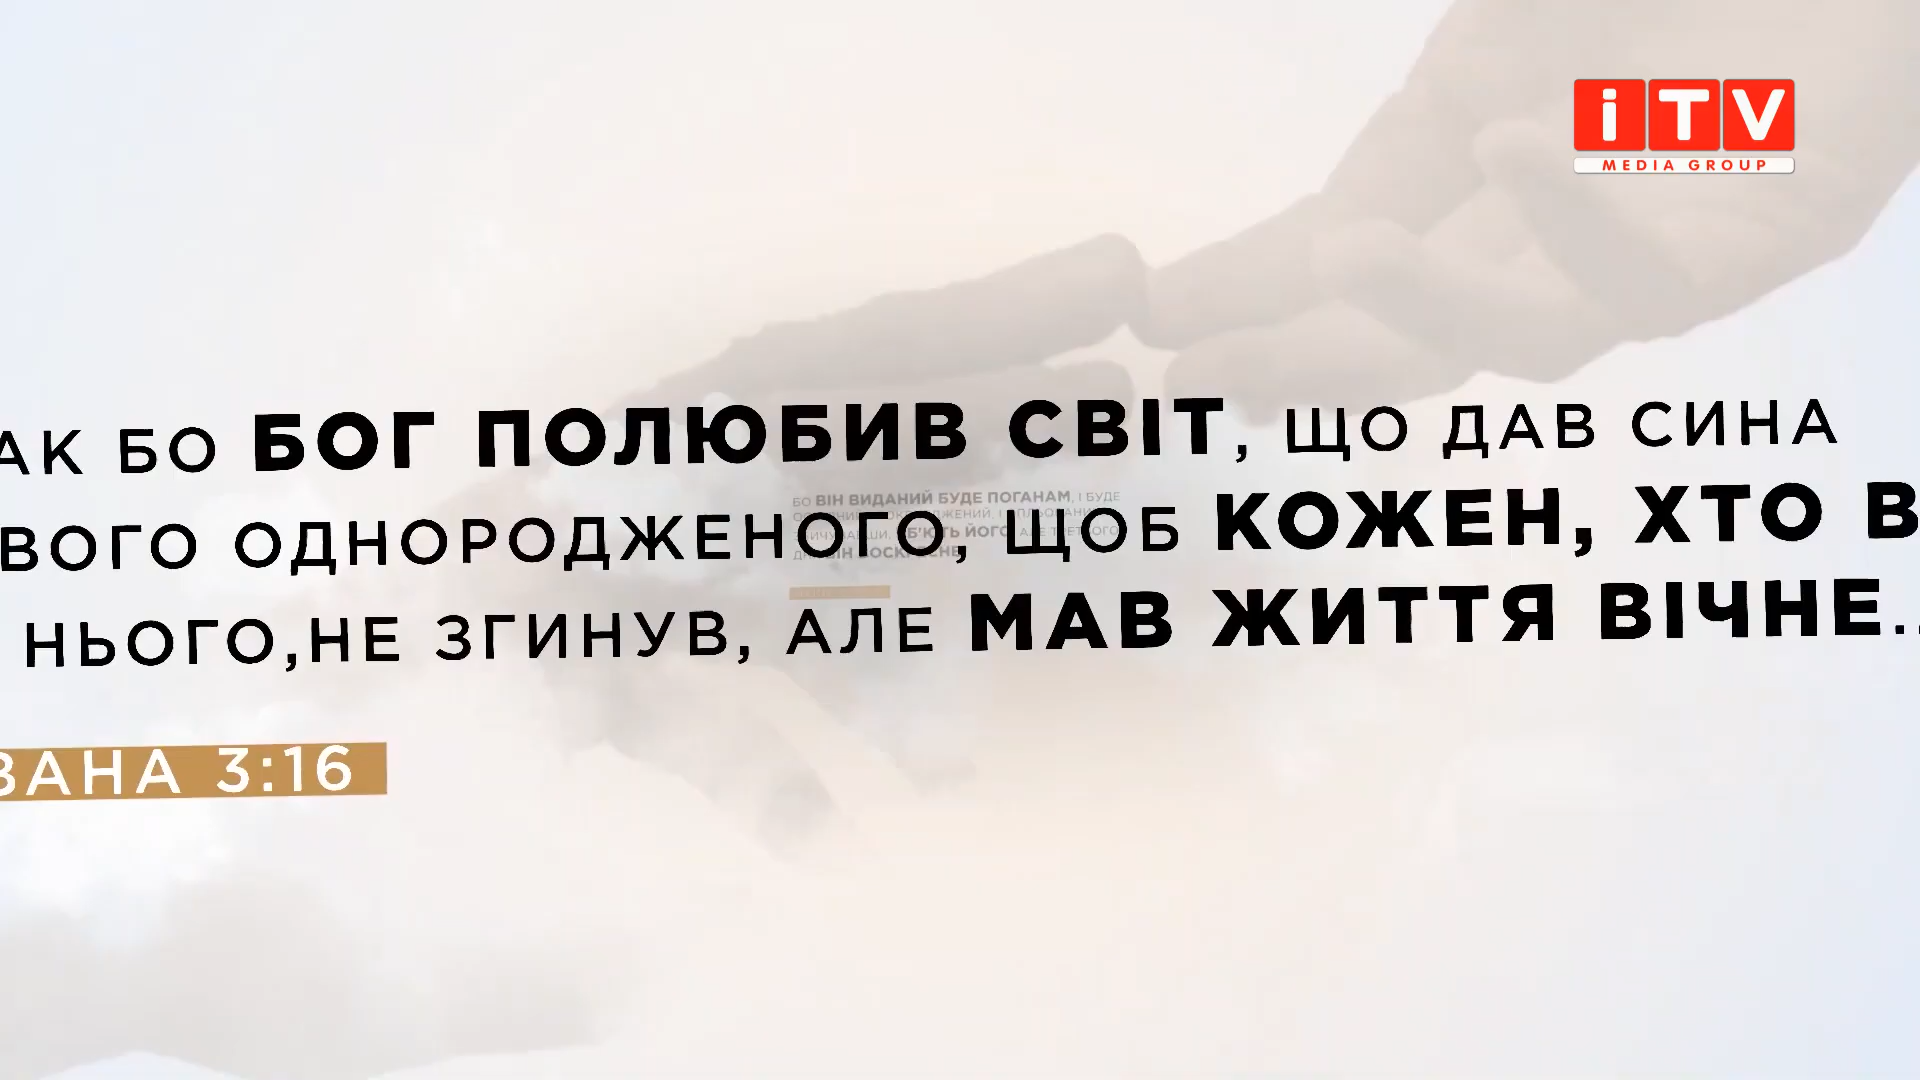 iTV
MEDIA GROUP
АК БО БОГ ПОЛЮБИВ СВІТ, ЩО ДАВ СИНА
ВОГО ОДНОРОДЖЕНОГО, ЩОБ КОЖЕН, ХТО В
НЬОГО,НЕ ЗГИНУВ, АЛЕ МАВ ЖИТТЯ ВІЧНЕ..
ВАНА 3:16
БО ВІН ВИДАНИЙ БУДЕ ПОГАНАМ, І БУДЕ